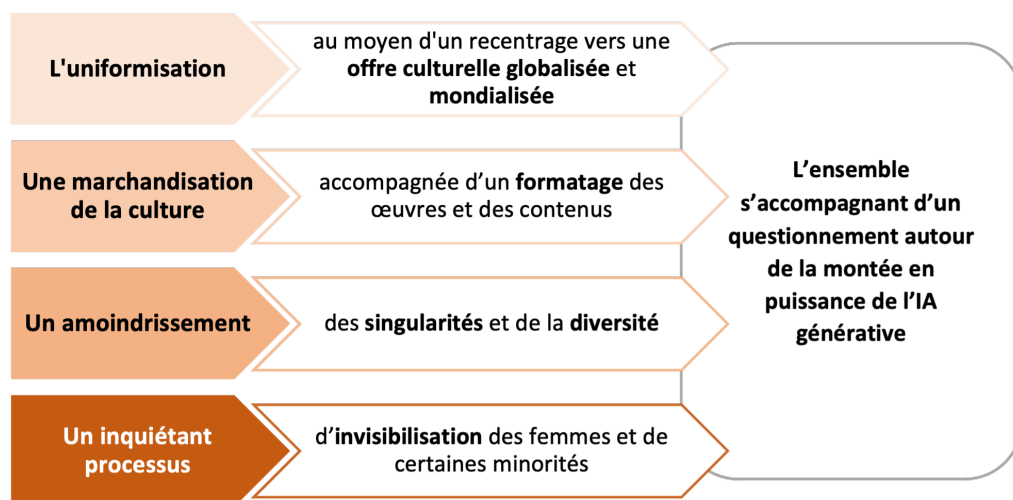 L'uniformisation
au moyen d'un recentrage vers une
offre culturelle globalisée et
mondialisée
Une marchandisation
de la culture
accompagnée d’un formatage des
œuvres et des contenus
Un amoindrissement
des singularités et de la diversité
Un inquiétant
processus
d’invisibilisation des femmes et de
certaines minorités
L’ensemble
s’accompagnant d’un
questionnement autour
de la montée en
puissance de l’IA
générative